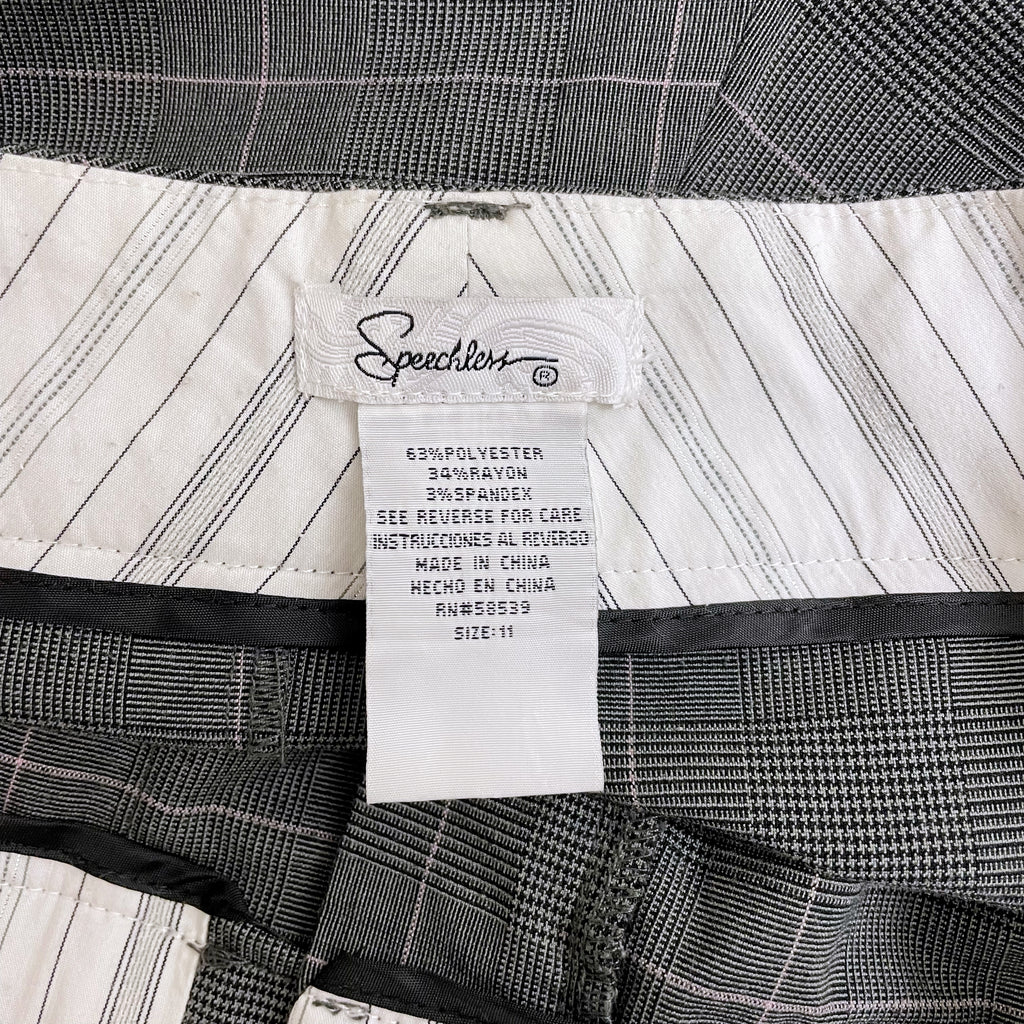 Speechless ®
63%POLYESTER
34%RAYON
3%SPANDEX
SEE REVERSE FOR CARE
INSTRUCCIONES AL REVERSO
MADE IN CHINA
HECHO EN CHINA
RN#58539
SIZE:11